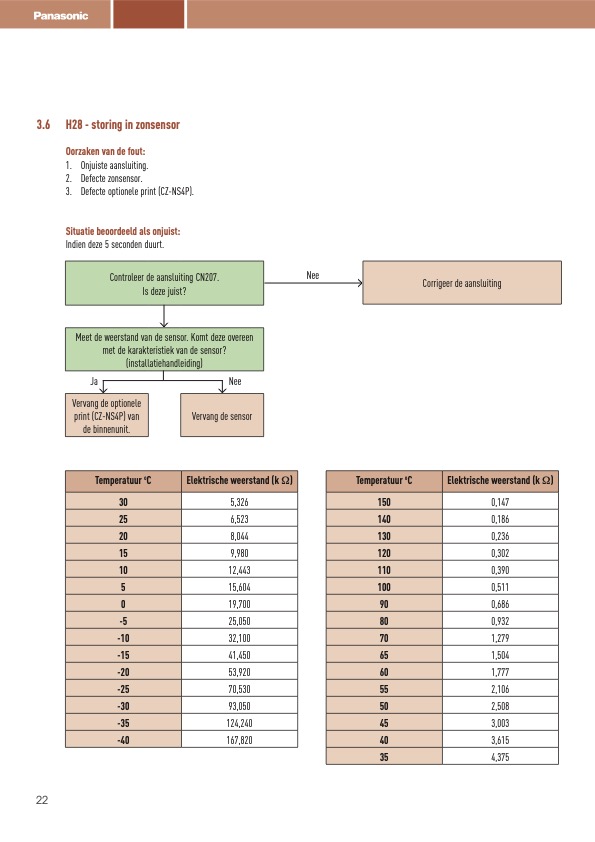 Panasonic
3.6 H28 - storing in zonsensor
Oorzaken van de fout:
1. Onjuiste aansluiting.
2. Defecte zonsensor.
3. Defecte optionele print (CZ-NS4P).
Situatie beoordeeld als onjuist:
Indien deze 5 seconden duurt.
Controleer de aansluiting CN207.
Is deze juist?
Nee
Corrigeer de aansluiting
Meet de weerstand van de sensor. Komt deze overeen
met de karakteristiek van de sensor?
(installatiehandleiding)
Ja
Nee
Vervang de optionele
print (CZ-NS4P) van
de binnenunit.
Vervang de sensor
Temperatuur °C Elektrische weerstand (k Ω)
30 5,326
25 6,523
20 8,044
15 9,980
10 12,443
5 15,604
0 19,700
-5 25,050
-10 32,100
-15 41,450
-20 53,920
-25 70,530
-30 93,050
-35 124,240
-40 167,820
Temperatuur °C Elektrische weerstand (k Ω)
150 0,147
140 0,186
130 0,236
120 0,302
110 0,390
100 0,511
90 0,686
80 0,932
70 1,279
65 1,504
60 1,777
55 2,106
50 2,508
45 3,003
40 3,615
35 4,375
22